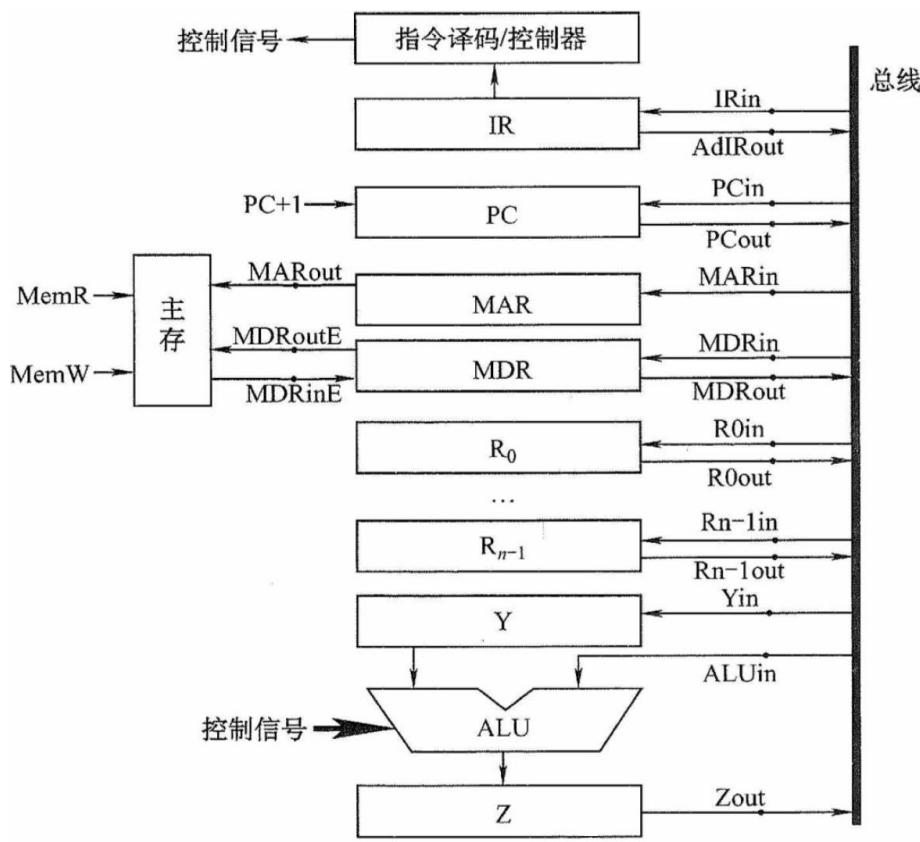 控制信号
指令译码/控制器
总线
IRin
IR
AdIRout
PCin
PC+1
PC
PCout
MARout
MARin
MemR
主存
MAR
MDRoutE
MDRin
MemW
MDR
MDRinE
MDRout
R0in
R₀
R0out
…
Rn-1in
Rₙ₋₁
Rn-1out
Yin
Y
ALUin
控制信号
ALU
Zout
Z